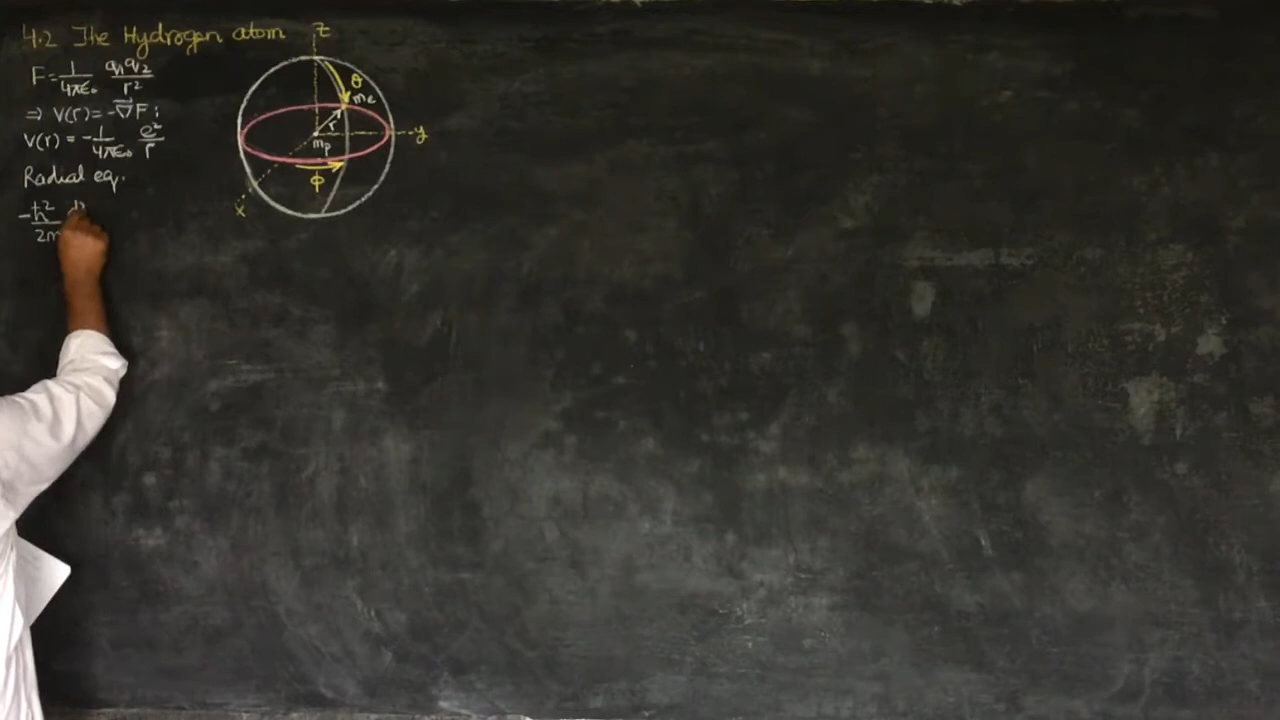 4.2 The Hydrogen atom
F = 1/4πϵ₀ q₁q₂/r²
⇒ V(r) = -∇⃗F ;
V(r) = - 1/4πϵ₀ e²/r
Radial eq.
-ħ²/2m
z
θ
mₑ
r
y
mₚ
ϕ
x